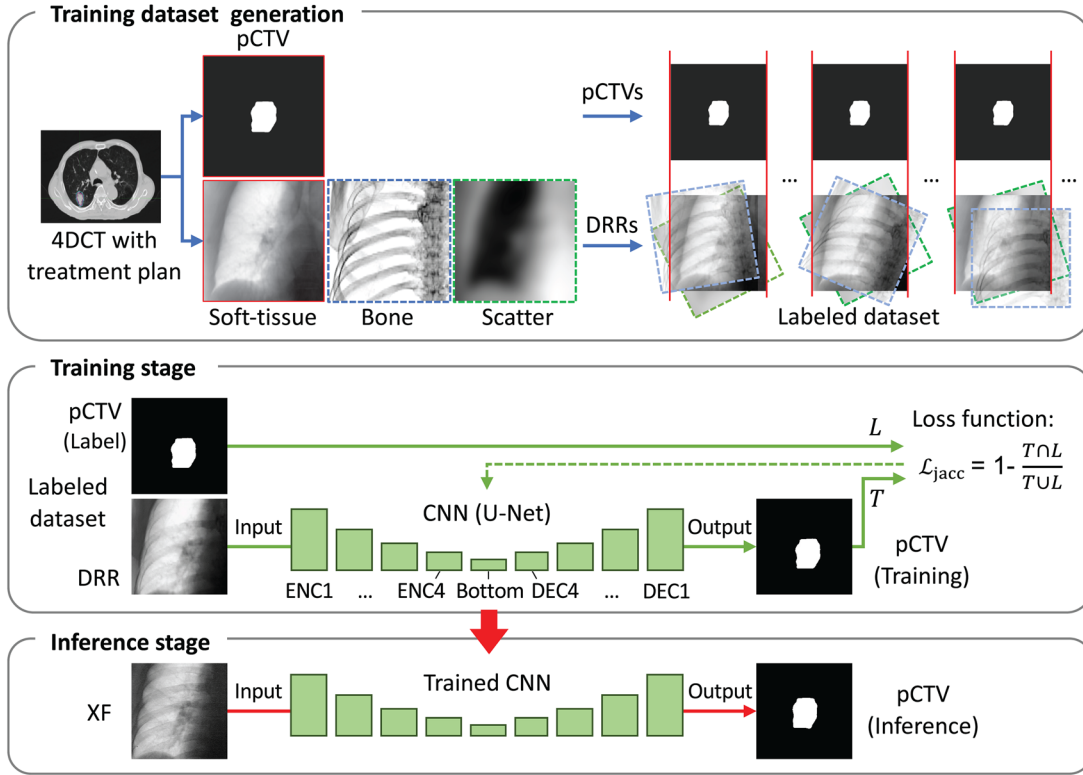 Training dataset generation
pCTV
4DCT with
treatment plan
Soft-tissue
Bone
Scatter
pCTVs
DRRs
...
...
...
Labeled dataset
Training stage
pCTV
(Label)
Labeled
dataset
DRR
Input
CNN (U-Net)
ENC1
...
ENC4
Bottom
DEC4
...
DEC1
Output
L
T
Loss function:
ℒjacc = 1- T∩L / T∪L
pCTV
(Training)
Inference stage
XF
Input
Trained CNN
Output
pCTV
(Inference)